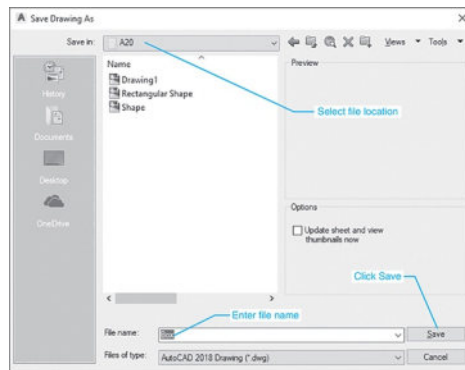 A Save Drawing As
Save in: A20 Views Tools
Name
Preview
Drawing1
Rectangular Shape
Shape
Select file location
History
Documents
Desktop
OneDrive
Options
Update sheet and view
thumbnails now
Click Save
Enter file name
File name:
Save
Files of type: AutoCAD 2018 Drawing (*.dwg)
Cancel